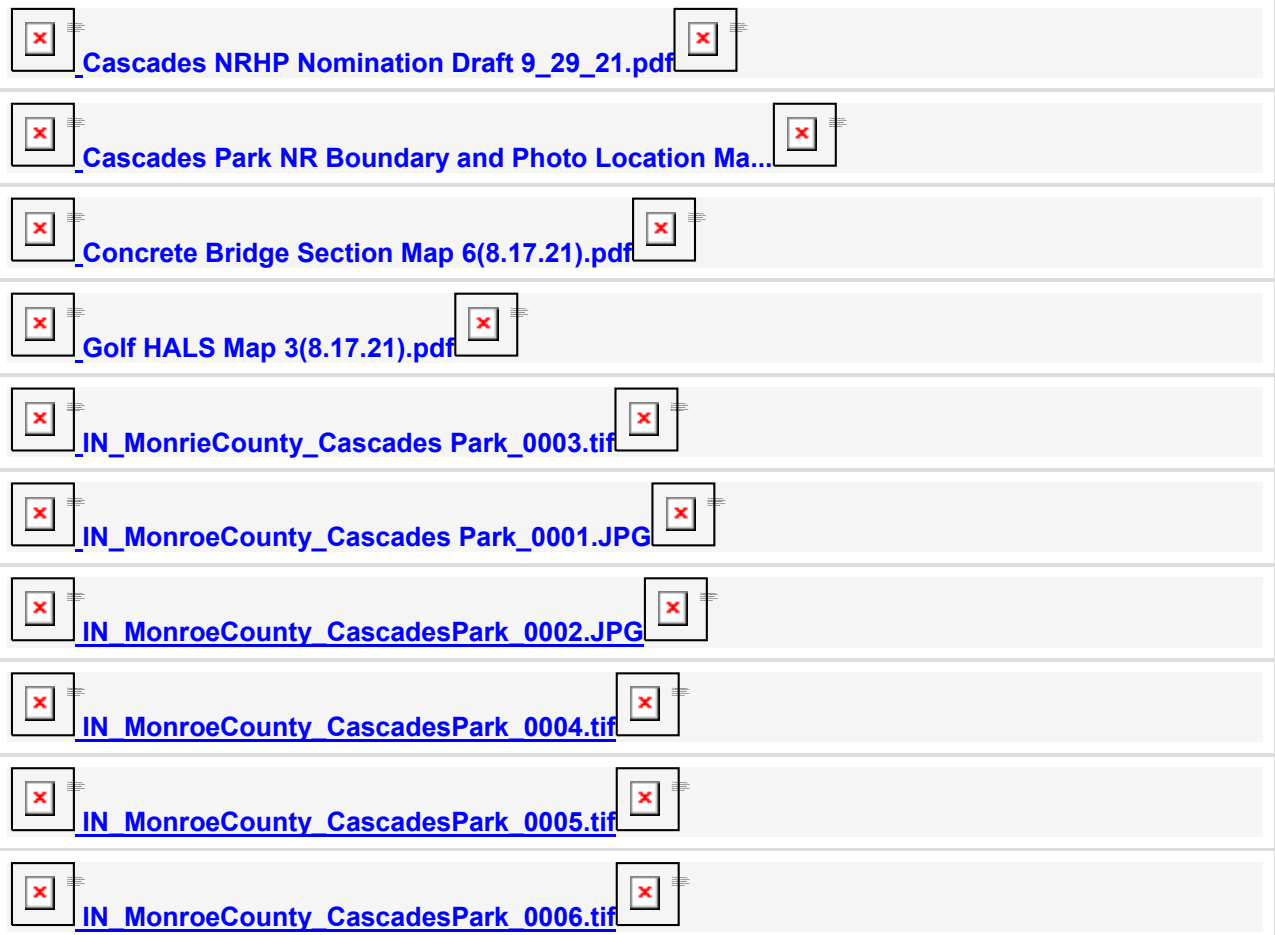 Cascades NRHP Nomination Draft 9_29_21.pdf
Cascades Park NR Boundary and Photo Location Ma...
Concrete Bridge Section Map 6(8.17.21).pdf
Golf HALS Map 3(8.17.21).pdf
IN_MonrieCounty_Cascades Park_0003.tif
IN_MonroeCounty_Cascades Park_0001.JPG
IN_MonroeCounty_CascadesPark_0002.JPG
IN_MonroeCounty_CascadesPark_0004.tif
IN_MonroeCounty_CascadesPark_0005.tif
IN_MonroeCounty_CascadesPark_0006.tif